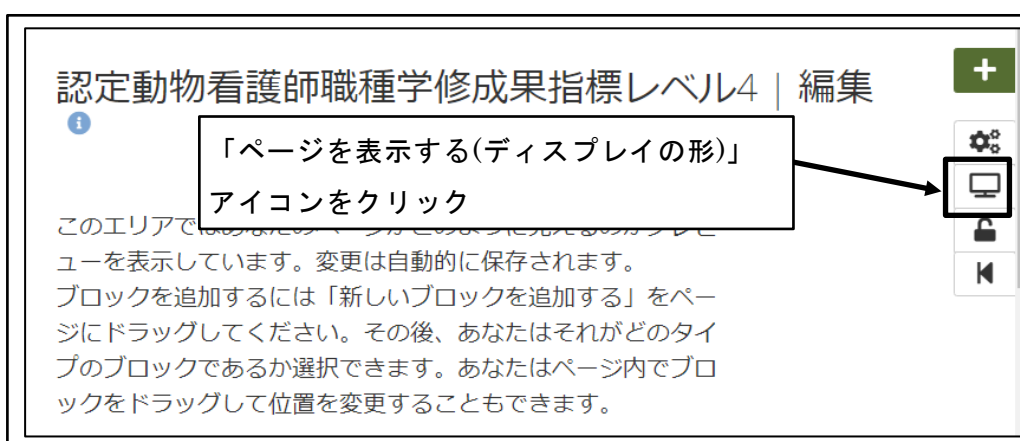 認定動物看護師職種学修成果指標レベル4 | 編集
「ページを表示する(ディスプレイの形)」
アイコンをクリック
このエリアで
ューを表示しています。変更は自動的に保存されます。
ブロックを追加するには「新しいブロックを追加する」をペー
ジにドラッグしてください。その後、あなたはそれがどのタイ
プのブロックであるか選択できます。あなたはページ内でブロ
ックをドラッグして位置を変更することもできます。